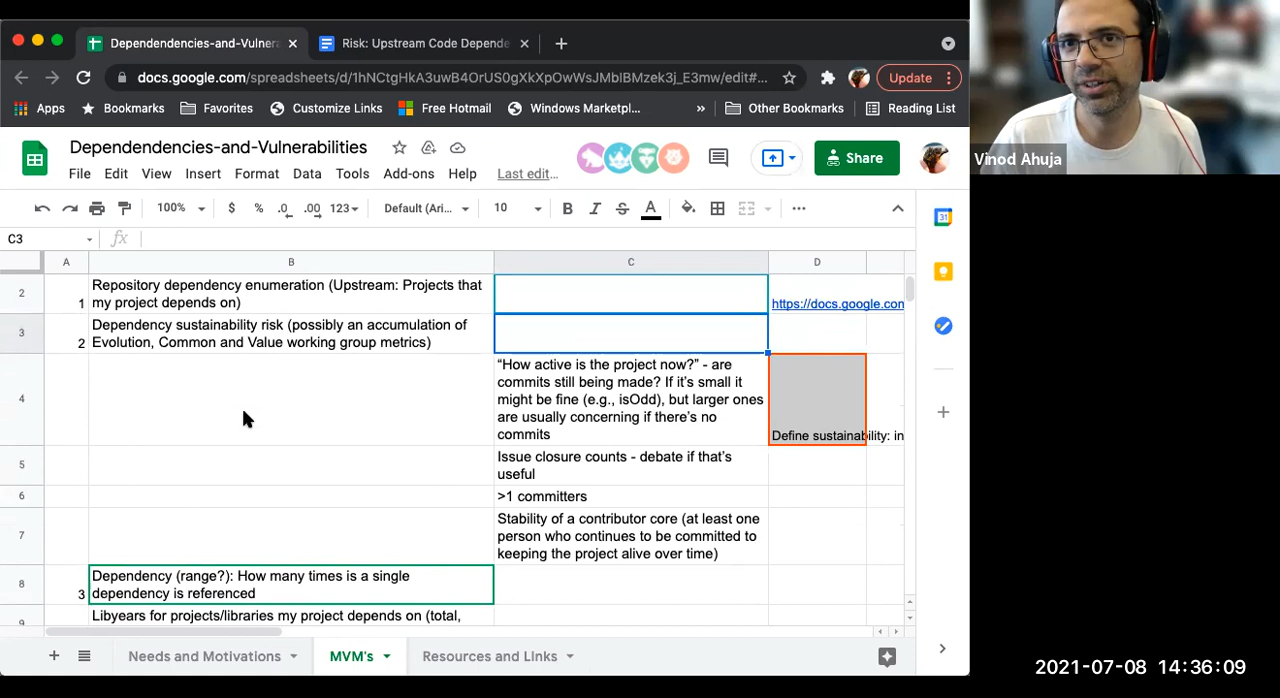 Dependendencies-and-Vulnera
Risk: Upstream Code Depende
docs.google.com/spreadsheets/d/1hNCtgHkA3uwB4OrUS0gXkXpOwWsJMblBMzek3j_E3mw/edit#...
Update
Apps
Bookmarks
Favorites
Customize Links
Free Hotmail
Windows Marketpl...
»
Other Bookmarks
Reading List
Dependendencies-and-Vulnerabilities
File Edit View Insert Format Data Tools Add-ons Help Last edit...
Share
100% $ % .0 .00 123 Default (Ari... 10 B I S A
31
C3 fx
A B C D
2 1 Repository dependency enumeration (Upstream: Projects that
my project depends on)
https://docs.google.com
3 2 Dependency sustainability risk (possibly an accumulation of
Evolution, Common and Value working group metrics)
4 “How active is the project now?” - are
commits still being made? If it’s small it
might be fine (e.g., isOdd), but larger ones
are usually concerning if there’s no
commits
Define sustainability: in
5 Issue closure counts - debate if that’s
useful
6 >1 committers
7 Stability of a contributor core (at least one
person who continues to be committed to
keeping the project alive over time)
8 3 Dependency (range?): How many times is a single
dependency is referenced
9 Libyears for projects/libraries my project depends on (total,
Needs and Motivations
MVM's
Resources and Links
Vinod Ahuja
2021-07-08 14:36:09